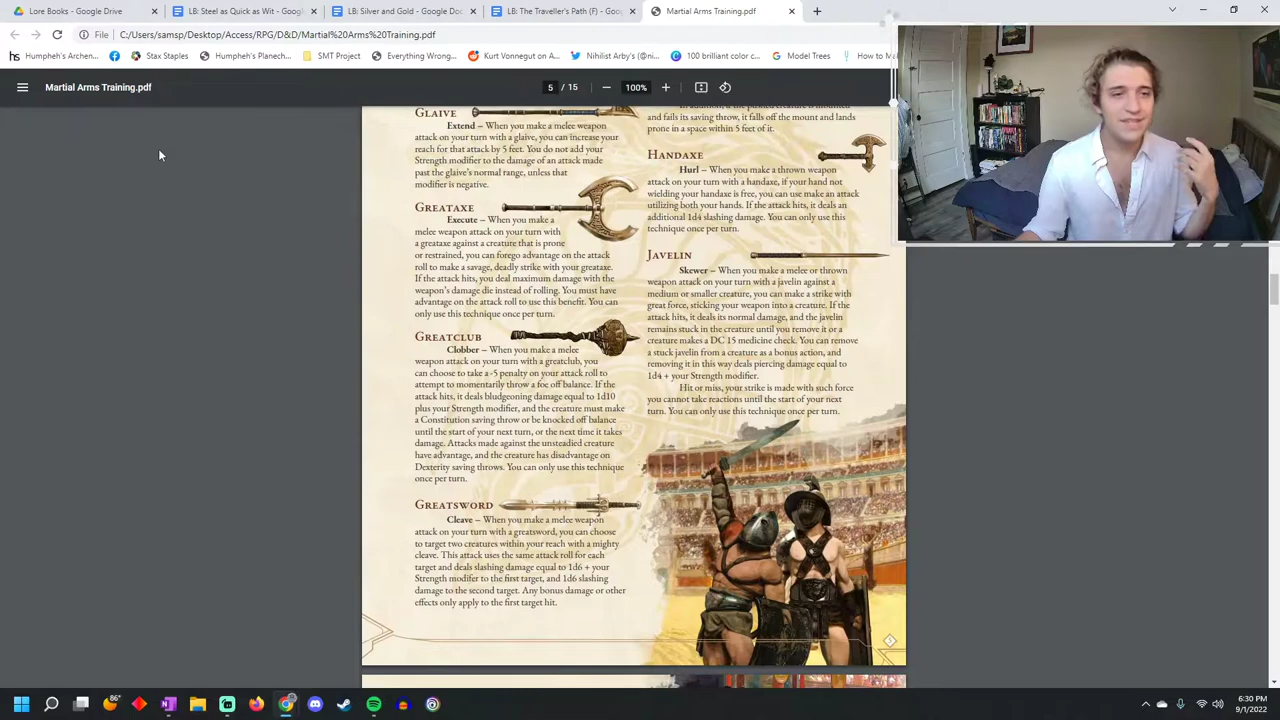 Lore Books - Google Drive
LB: Steel as Quick as Wit - Google
LB: Silver and Gold - Google Doc
LB: The Traveller's Path (F) - Goog
Martial Arms Training.pdf
File
C:/Users/samsp/Desktop/Access/RPG/D&D/Martial%20Arms%20Training.pdf
hs Humpheh's Archen...
Stax Staples
Humpheh's Planech...
SMT Project
Everything Wrong...
Kurt Vonnegut on A...
Nihilist Arby's (@ni...
100 brilliant color c...
Model Trees
How to M
Martial Arms Training.pdf
5 / 15
100%
GLAIVE
Extend – When you make a melee weapon
attack on your turn with a glaive, you can increase your
reach for that attack by 5 feet. You do not add your
Strength modifier to the damage of an attack made
past the glaive's normal range, unless that
modifier is negative.
GREATAXE
Execute – When you make a
melee weapon attack on your turn with
a greataxe against a creature that is prone
or restrained, you can forego advantage on the attack
roll to make a savage, deadly strike with your greataxe.
If the attack hits, you deal maximum damage with the
weapon's damage die instead of rolling. You must have
advantage on the attack roll to use this benefit. You can
only use this technique once per turn.
GREATCLUB
Clobber – When you make a melee
weapon attack on your turn with a greatclub, you
can choose to take a -5 penalty on your attack roll to
attempt to momentarily throw a foe off balance. If the
attack hits, it deals bludgeoning damage equal to 1d10
plus your Strength modifier, and the creature must make
a Constitution saving throw or be knocked off balance
until the start of your next turn, or the next time it takes
damage. Attacks made against the unsteadied creature
have advantage, and the creature has disadvantage on
Dexterity saving throws. You can only use this technique
once per turn.
GREATSWORD
Cleave – When you make a melee weapon
attack on your turn with a greatsword, you can choose
to target two creatures within your reach with a mighty
cleave. This attack uses the same attack roll for each
target and deals slashing damage equal to 1d6 + your
Strength modifer to the first target, and 1d6 slashing
damage to the second target. Any bonus damage or other
effects only apply to the first target hit.
and fails its saving throw, it falls off the mount and lands
prone in a space within 5 feet of it.
HANDAXE
Hurl – When you make a thrown weapon
attack on your turn with a handaxe, if your hand not
wielding your handaxe is free, you can use make an attack
utilizing both your hands. If the attack hits, it deals an
additional 1d4 slashing damage. You can only use this
technique once per turn.
JAVELIN
Skewer – When you make a melee or thrown
weapon attack on your turn with a javelin against a
medium or smaller creature, you can make a strike with
great force, sticking your weapon into a creature. If the
attack hits, it deals its normal damage, and the javelin
remains stuck in the creature until you remove it or a
creature makes a DC 15 medicine check. You can remove
a stuck javelin from a creature as a bonus action, and
removing it in this way deals piercing damage equal to
1d4 + your Strength modifier.
Hit or miss, your strike is made with such force
you cannot take reactions until the start of your next
turn. You can only use this technique once per turn.
5
86°
6:30 PM
9/1/2022